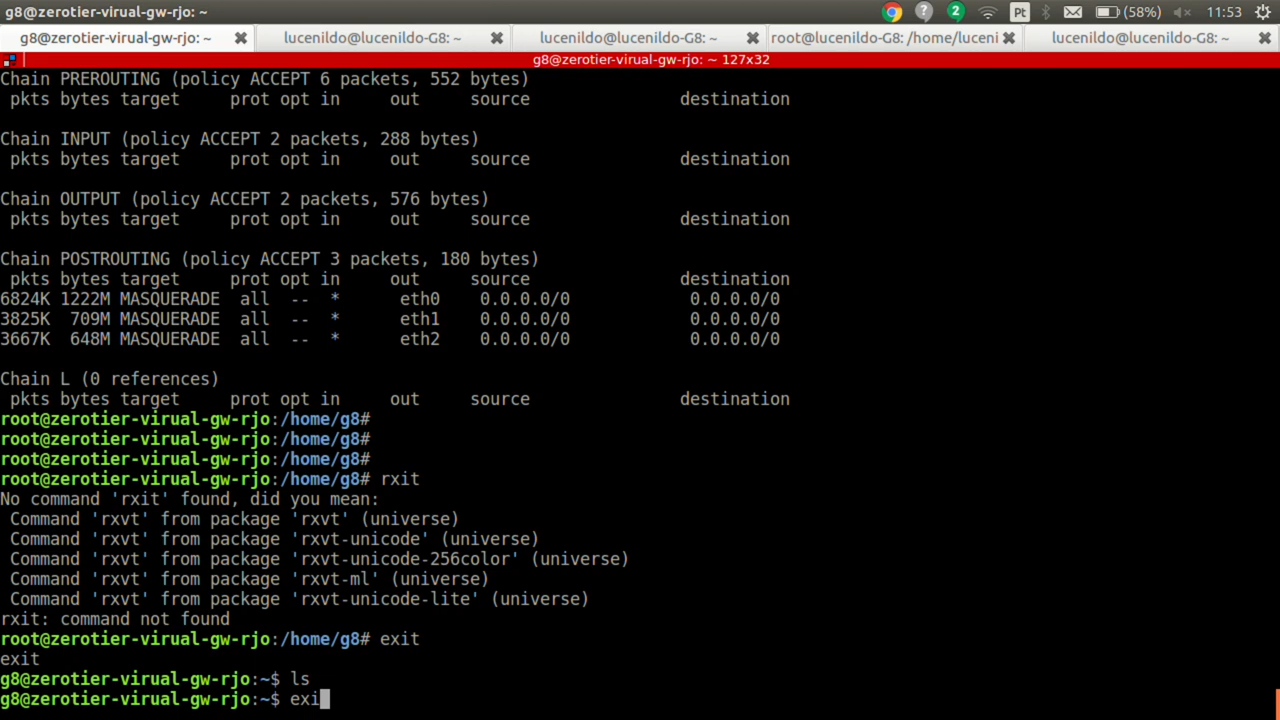 g8@zerotier-virual-gw-rjo: ~ ? 2 Pt (58%) 11:53
g8@zerotier-virual-gw-rjo: ~ lucenildo@lucenildo-G8: ~ lucenildo@lucenildo-G8: ~ root@lucenildo-G8: /home/luceni lucenildo@lucenildo-G8: ~
g8@zerotier-virual-gw-rjo: ~ 127x32
Chain PREROUTING (policy ACCEPT 6 packets, 552 bytes)
pkts bytes target prot opt in out source destination
Chain INPUT (policy ACCEPT 2 packets, 288 bytes)
pkts bytes target prot opt in out source destination
Chain OUTPUT (policy ACCEPT 2 packets, 576 bytes)
pkts bytes target prot opt in out source destination
Chain POSTROUTING (policy ACCEPT 3 packets, 180 bytes)
pkts bytes target prot opt in out source destination
6824K 1222M MASQUERADE all -- * eth0 0.0.0.0/0 0.0.0.0/0
3825K 709M MASQUERADE all -- * eth1 0.0.0.0/0 0.0.0.0/0
3667K 648M MASQUERADE all -- * eth2 0.0.0.0/0 0.0.0.0/0
Chain L (0 references)
pkts bytes target prot opt in out source destination
root@zerotier-virual-gw-rjo:/home/g8#
root@zerotier-virual-gw-rjo:/home/g8#
root@zerotier-virual-gw-rjo:/home/g8#
root@zerotier-virual-gw-rjo:/home/g8# rxit
No command 'rxit' found, did you mean:
Command 'rxvt' from package 'rxvt' (universe)
Command 'rxvt' from package 'rxvt-unicode' (universe)
Command 'rxvt' from package 'rxvt-unicode-256color' (universe)
Command 'rxvt' from package 'rxvt-ml' (universe)
Command 'rxvt' from package 'rxvt-unicode-lite' (universe)
rxit: command not found
root@zerotier-virual-gw-rjo:/home/g8# exit
exit
g8@zerotier-virual-gw-rjo:~$ ls
g8@zerotier-virual-gw-rjo:~$ exi